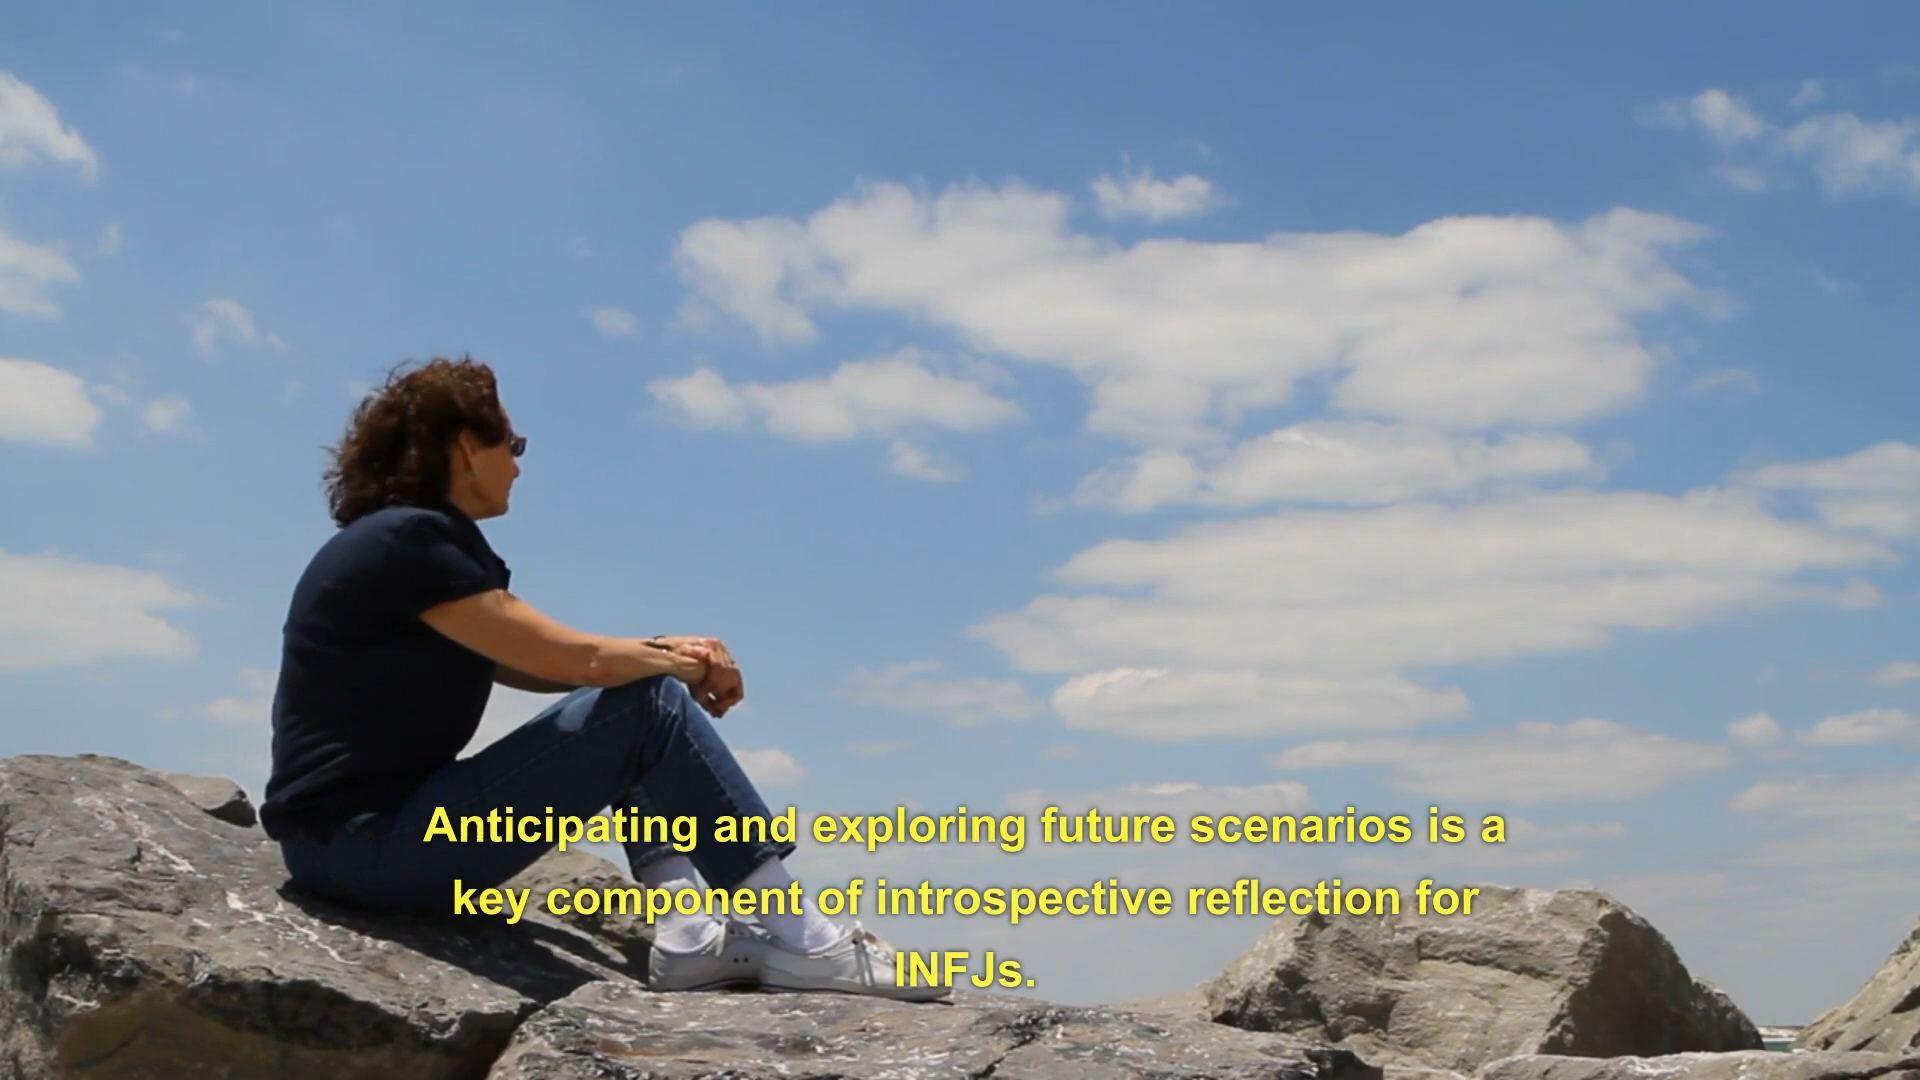 Anticipating and exploring future scenarios is a
key component of introspective reflection for
INFJs.